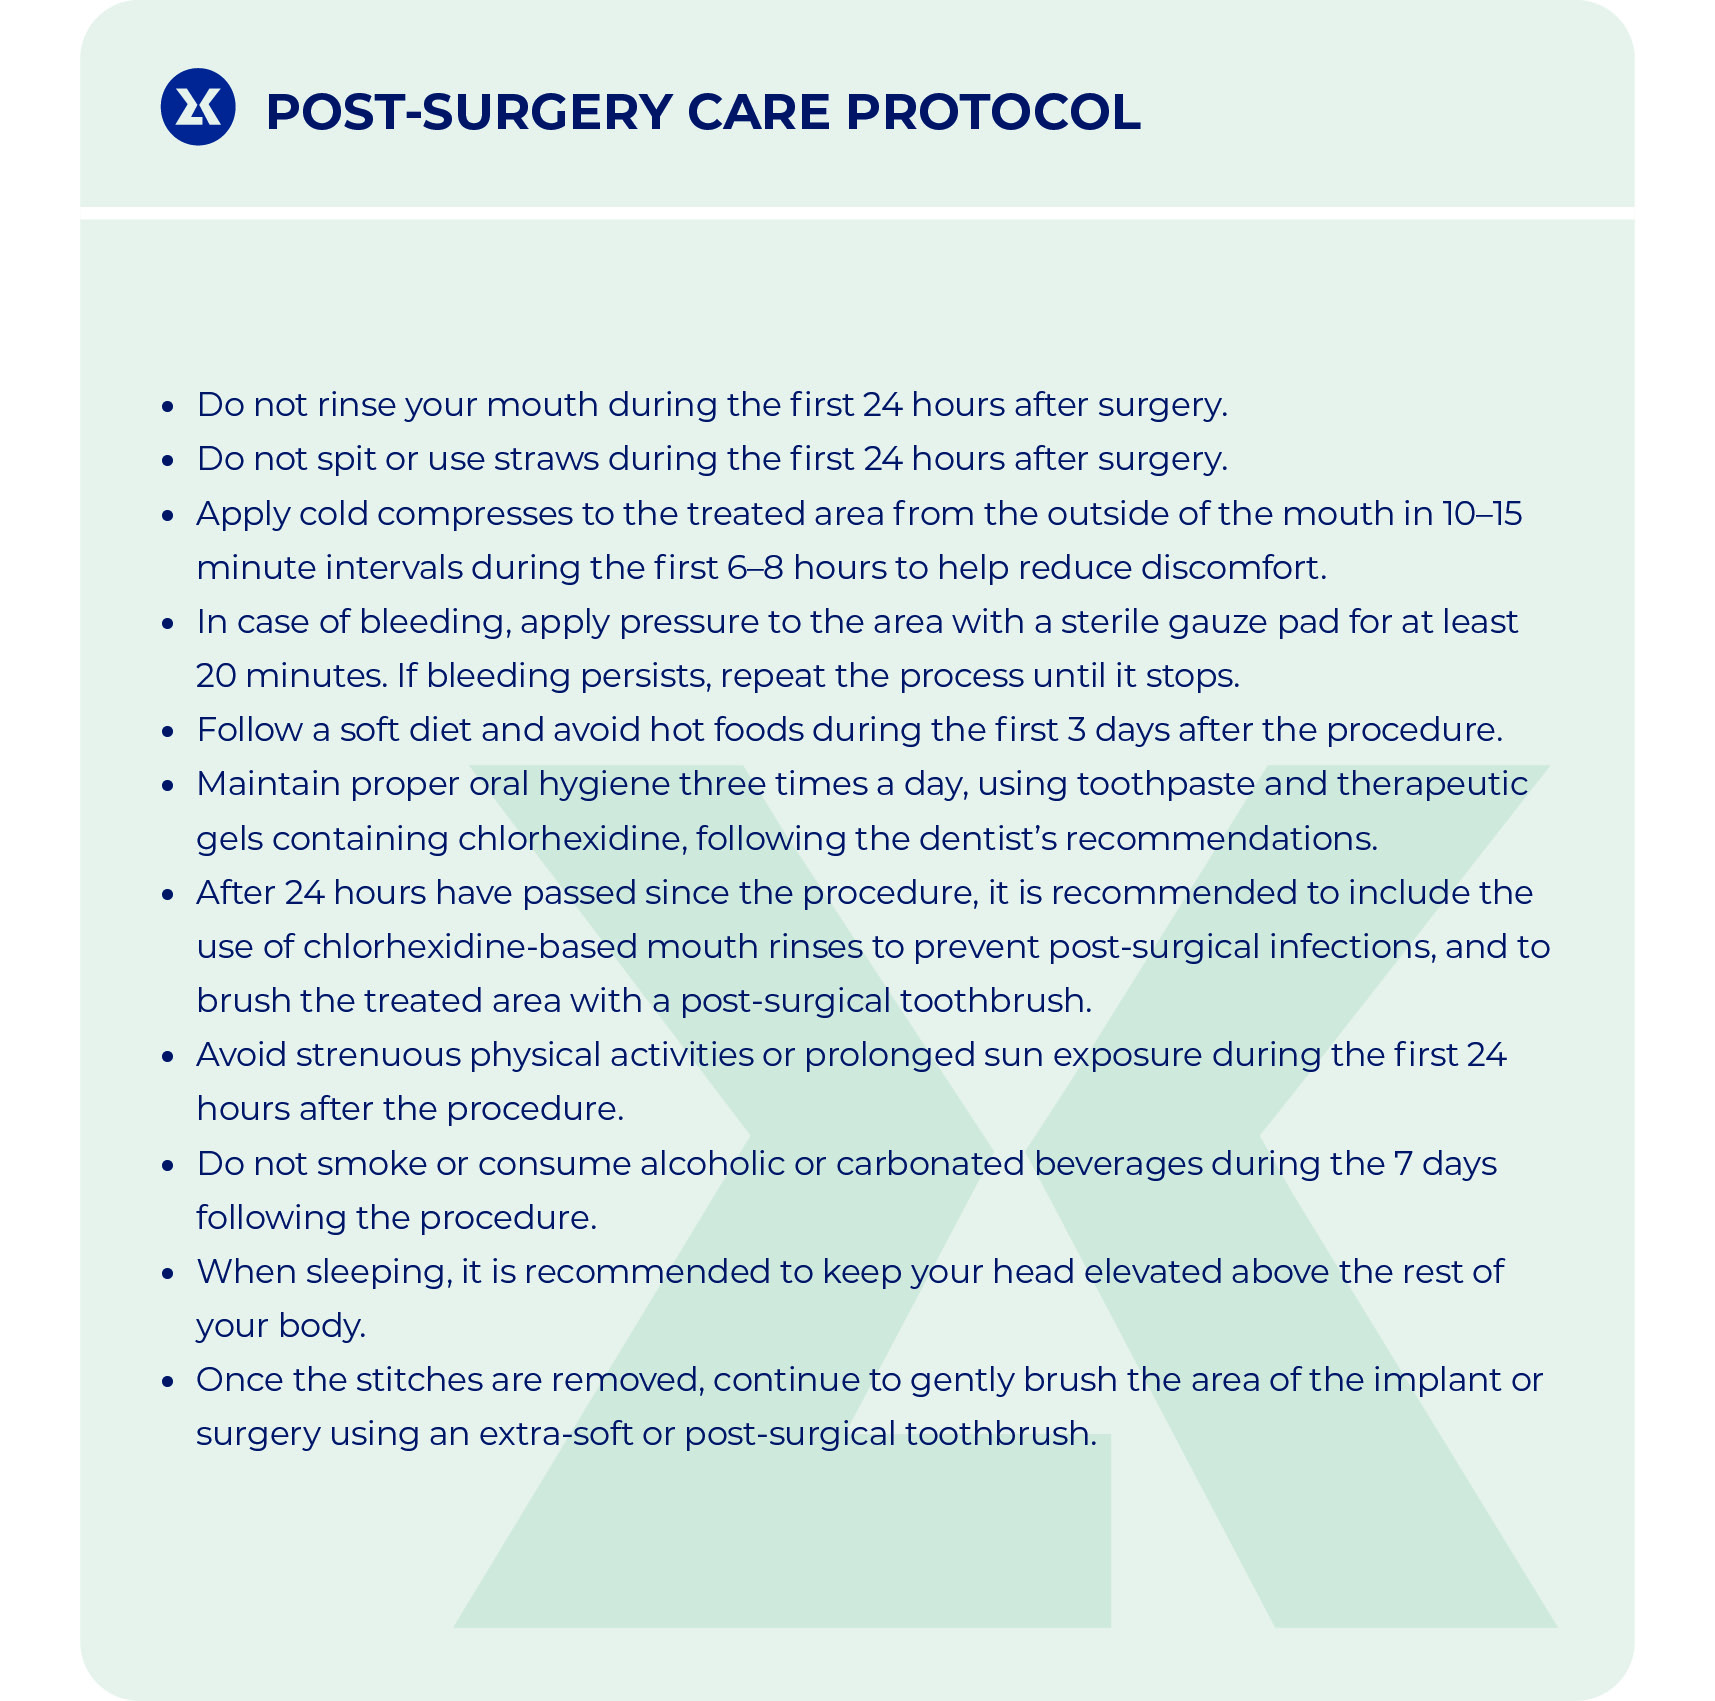 POST-SURGERY CARE PROTOCOL
• Do not rinse your mouth during the first 24 hours after surgery.
• Do not spit or use straws during the first 24 hours after surgery.
• Apply cold compresses to the treated area from the outside of the mouth in 10–15
minute intervals during the first 6–8 hours to help reduce discomfort.
• In case of bleeding, apply pressure to the area with a sterile gauze pad for at least
20 minutes. If bleeding persists, repeat the process until it stops.
• Follow a soft diet and avoid hot foods during the first 3 days after the procedure.
• Maintain proper oral hygiene three times a day, using toothpaste and therapeutic
gels containing chlorhexidine, following the dentist’s recommendations.
• After 24 hours have passed since the procedure, it is recommended to include the
use of chlorhexidine-based mouth rinses to prevent post-surgical infections, and to
brush the treated area with a post-surgical toothbrush.
• Avoid strenuous physical activities or prolonged sun exposure during the first 24
hours after the procedure.
• Do not smoke or consume alcoholic or carbonated beverages during the 7 days
following the procedure.
• When sleeping, it is recommended to keep your head elevated above the rest of
your body.
• Once the stitches are removed, continue to gently brush the area of the implant or
surgery using an extra-soft or post-surgical toothbrush.